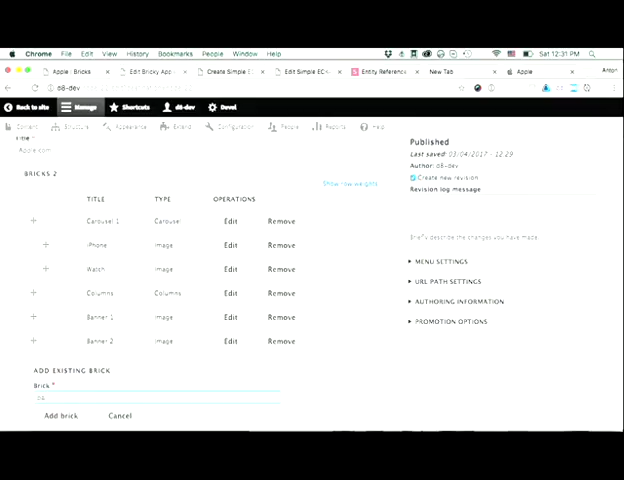 Chrome File Edit View History Bookmarks People Window Help Sat 12:31 PM
Apple : Bricks Edit Bricky App Create Simple EC Edit Simple ECK Entity Reference New Tab Apple Anton
d8-dev
Back to site Manage Shortcuts d8-dev Devel
Content Structure Appearance Extend Configuration People Reports Help
Title *
Apple.com
Published
Last saved: 03/04/2017 - 12:29
Author: d8-dev
Create new revision
Revision log message
Briefly describe the changes you have made.
BRICKS 2
Show row weights
TITLE TYPE OPERATIONS
Carousel 1 Carousel Edit Remove
iPhone Image Edit Remove
Watch Image Edit Remove
Columns Columns Edit Remove
Banner 1 Image Edit Remove
Banner 2 Image Edit Remove
MENU SETTINGS
URL PATH SETTINGS
AUTHORING INFORMATION
PROMOTION OPTIONS
ADD EXISTING BRICK
Brick *
Add brick Cancel